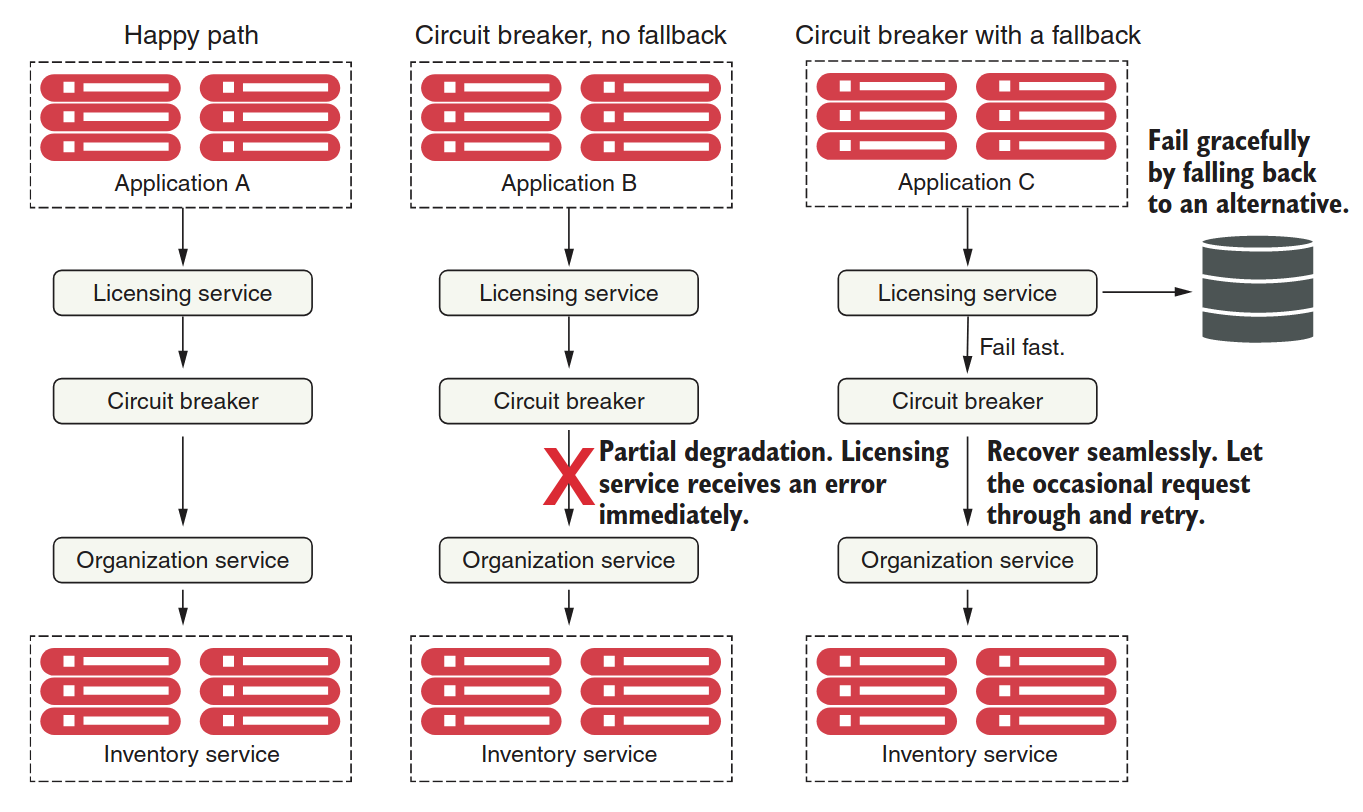 Happy path
Circuit breaker, no fallback
Circuit breaker with a fallback
Application A
Application B
Application C
Fail gracefully
by falling back
to an alternative.
Licensing service
Licensing service
Licensing service
Fail fast.
Circuit breaker
Circuit breaker
Circuit breaker
Partial degradation. Licensing
service receives an error
immediately.
Recover seamlessly. Let
the occasional request
through and retry.
Organization service
Organization service
Organization service
Inventory service
Inventory service
Inventory service